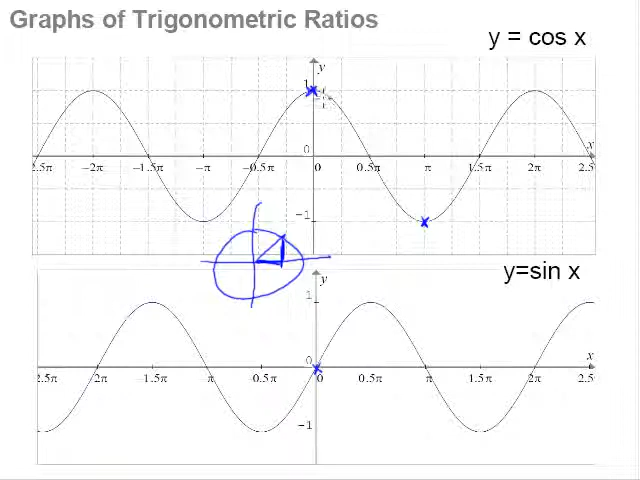 Graphs of Trigonometric Ratios
y = cos x
y
1
0
x
2.5π −2π −1.5π −π −0.5π 0 0.5π π 1.5π 2π 2.5π
−1
y=sin x
y
1
0
x
2.5π 2π −1.5π 0.5π 0 0.5π π 1.5π 2π 2.5
−1